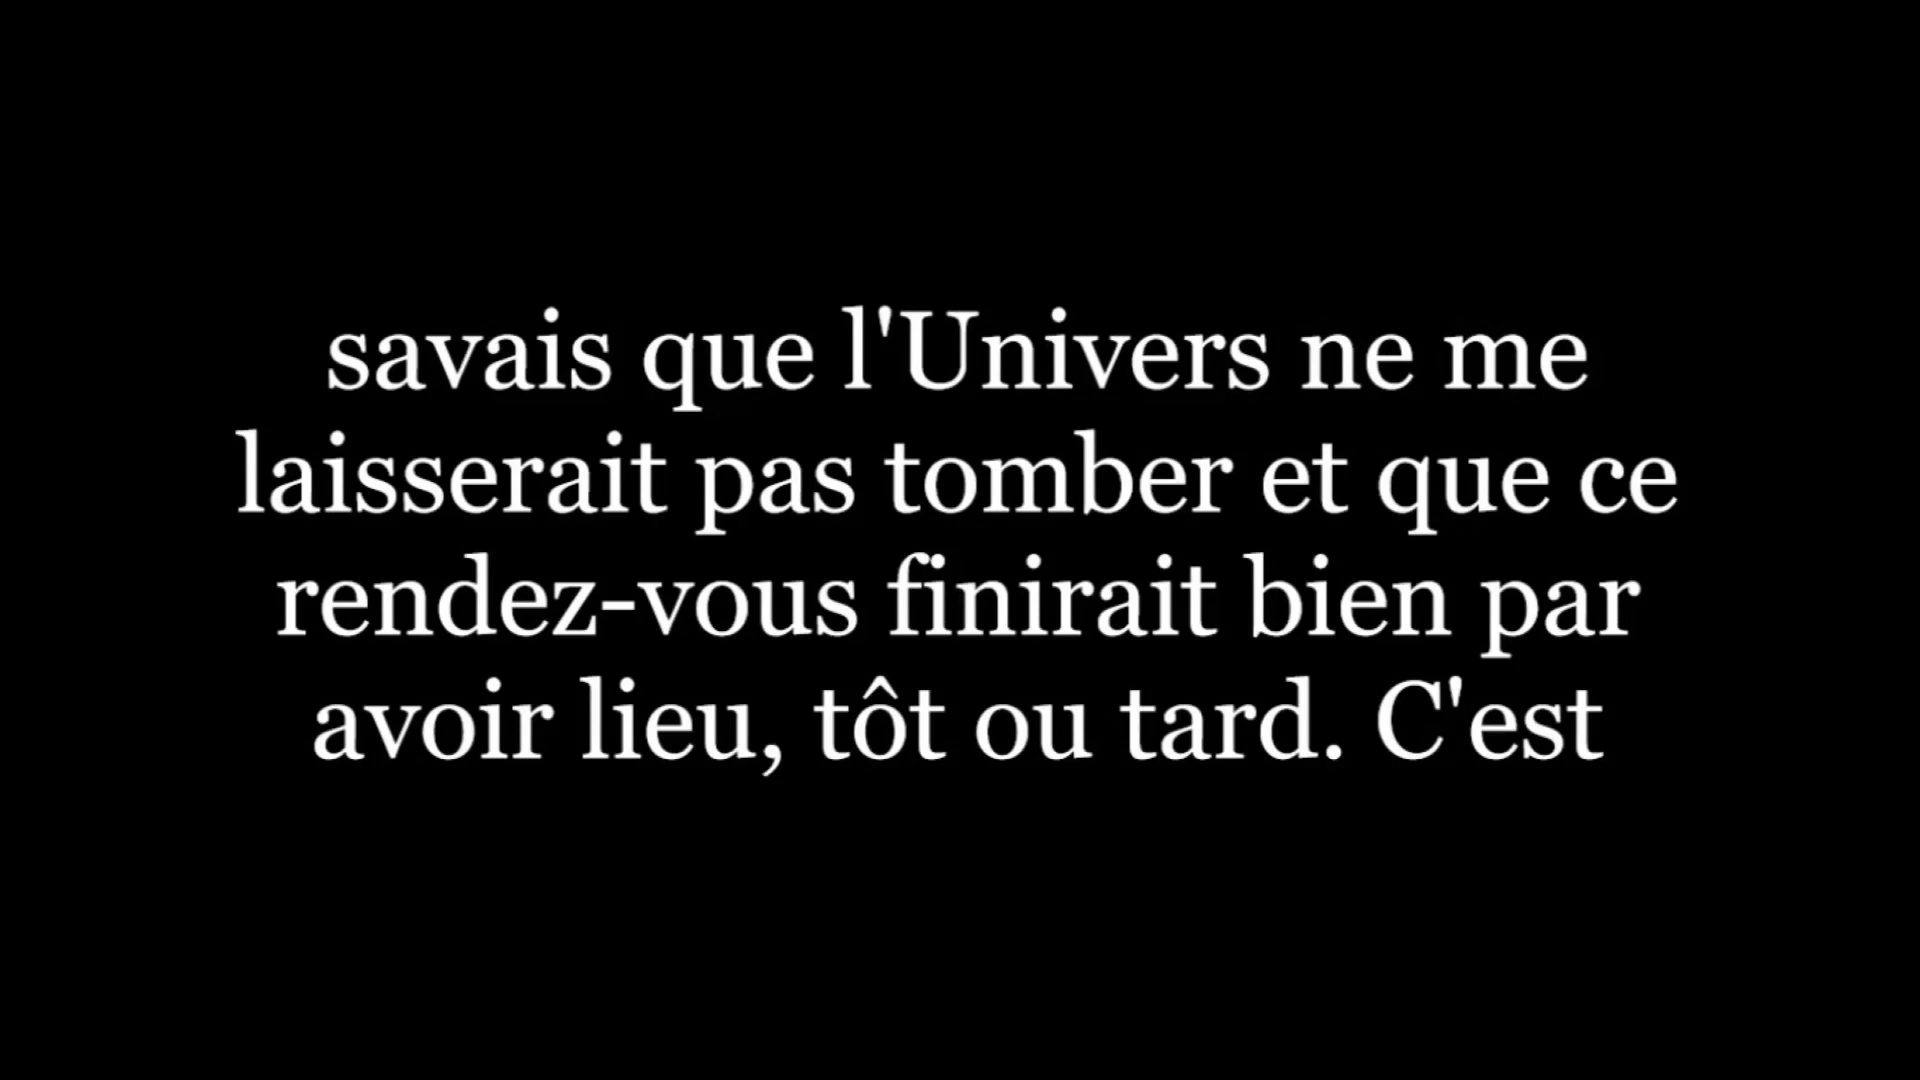 savais que l'Univers ne me
laisserait pas tomber et que ce
rendez-vous finirait bien par
avoir lieu, tôt ou tard. C'est